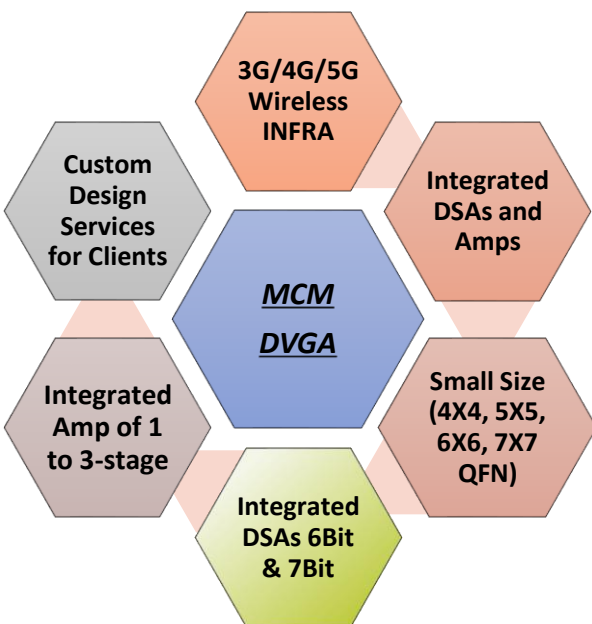 3G/4G/5G
Wireless
INFRA
Integrated
DSAs and
Amps
Small Size
(4X4, 5X5,
6X6, 7X7
QFN)
Integrated
DSAs 6Bit
& 7Bit
Integrated
Amp of 1
to 3-stage
Custom
Design
Services
for Clients
MCM
DVGA